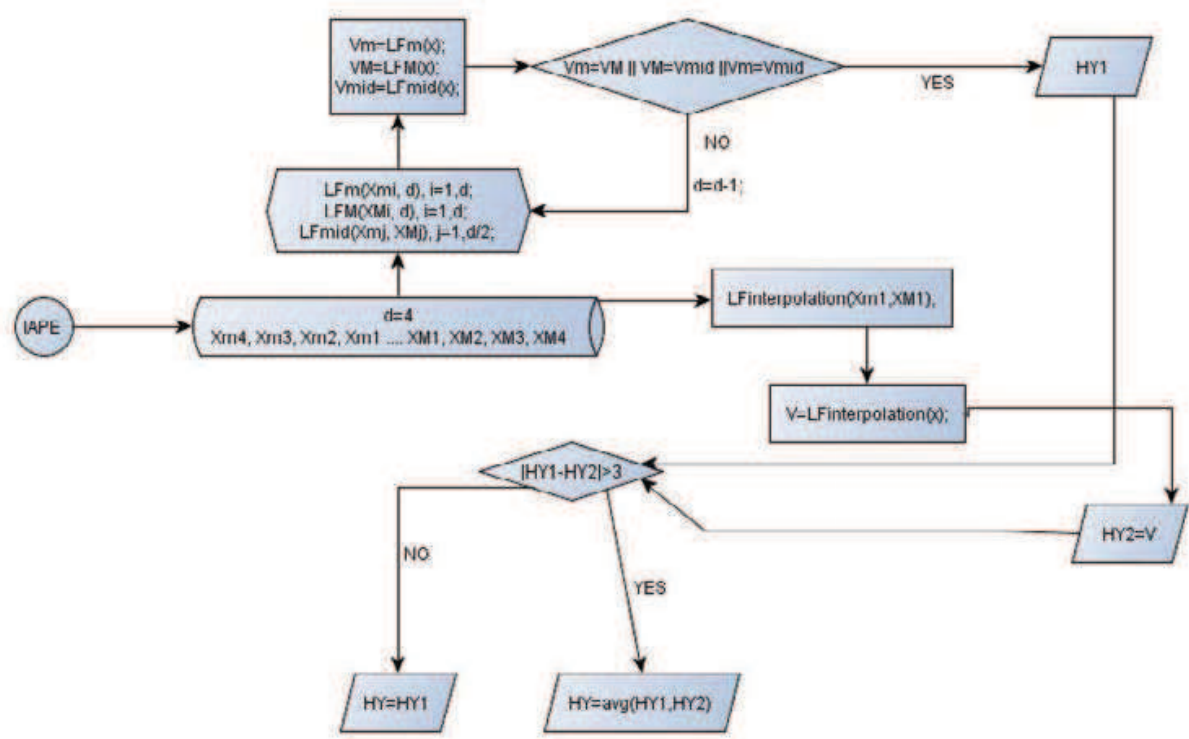 Vm=LFm(x);
VM=LFM(x);
Vmid=LFmid(x);
Vm=VM || VM=Vmid ||Vm=Vmid
YES
HY1
NO
d=d-1;
LFm(Xmi, d), i=1,d;
LFM(XMi, d), i=1,d;
LFmid(Xmj, XMj), j=1,d/2;
IAPE
d=4
Xm4, Xm3, Xm2, Xm1 .... XM1, XM2, XM3, XM4
LFinterpolation(Xm1,XM1),
V=LFinterpolation(x);
|HY1-HY2|>3
HY2=V
NO
YES
HY=HY1
HY=avg(HY1,HY2)